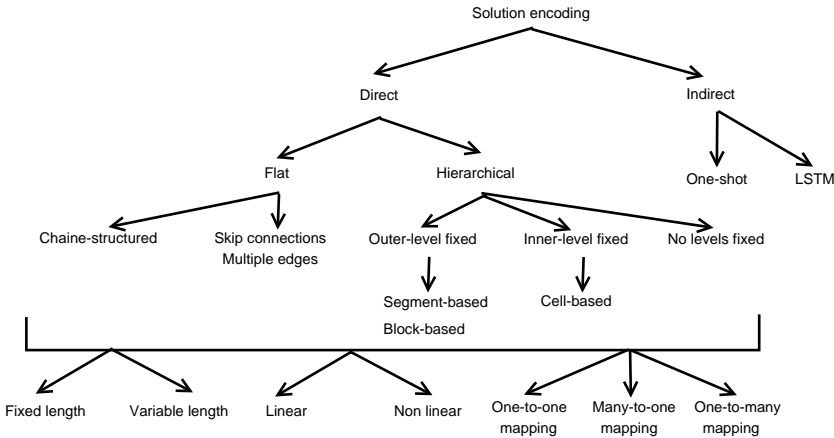 Solution encoding
Direct
Indirect
Flat
Hierarchical
One-shot
LSTM
Chaine-structured
Skip connections
Multiple edges
Outer-level fixed
Inner-level fixed
No levels fixed
Segment-based
Block-based
Cell-based
Fixed length
Variable length
Linear
Non linear
One-to-one
mapping
Many-to-one
mapping
One-to-many
mapping